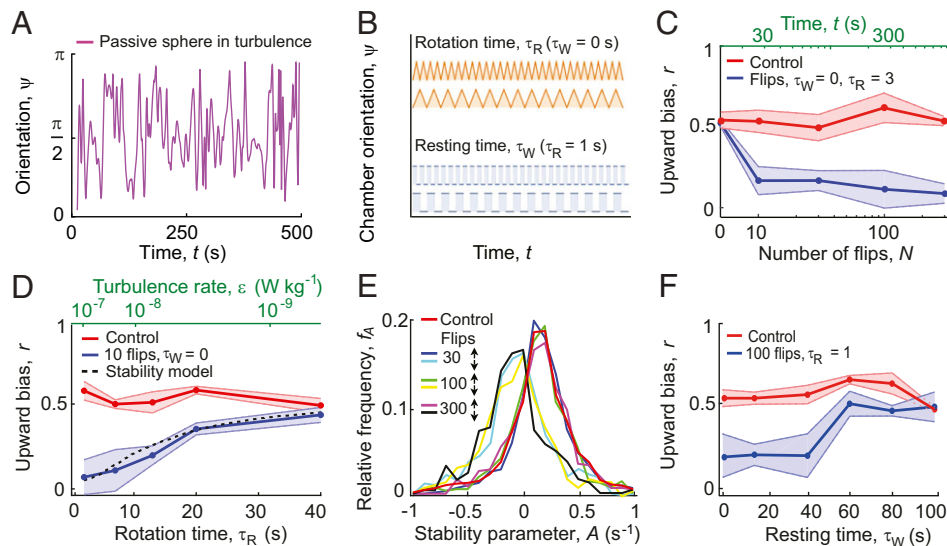 A
Passive sphere in turbulence
Orientation, ψ
π
π
2
0
0
250
500
Time, t (s)
B
Chamber orientation, ψ
Rotation time, τR (τW = 0 s)
Resting time, τW (τR = 1 s)
Time, t
C
Time, t (s)
30
300
Upward bias, r
1
0.5
0
Control
Flips, τW = 0, τR = 3
0
10
100
Number of flips, N
D
Turbulence rate, ε (W kg⁻¹)
10⁻⁷
10⁻⁸
10⁻⁹
Upward bias, r
1
0.5
0
Control
10 flips, τW = 0
Stability model
0
10
20
30
40
Rotation time, τR (s)
E
Relative frequency, fA
0.2
0.1
0
Control
Flips
30
100
300
-1
-0.5
0
0.5
1
Stability parameter, A (s⁻¹)
F
Upward bias, r
1
0.5
0
Control
100 flips, τR = 1
0
20
40
60
80
100
Resting time, τW (s)